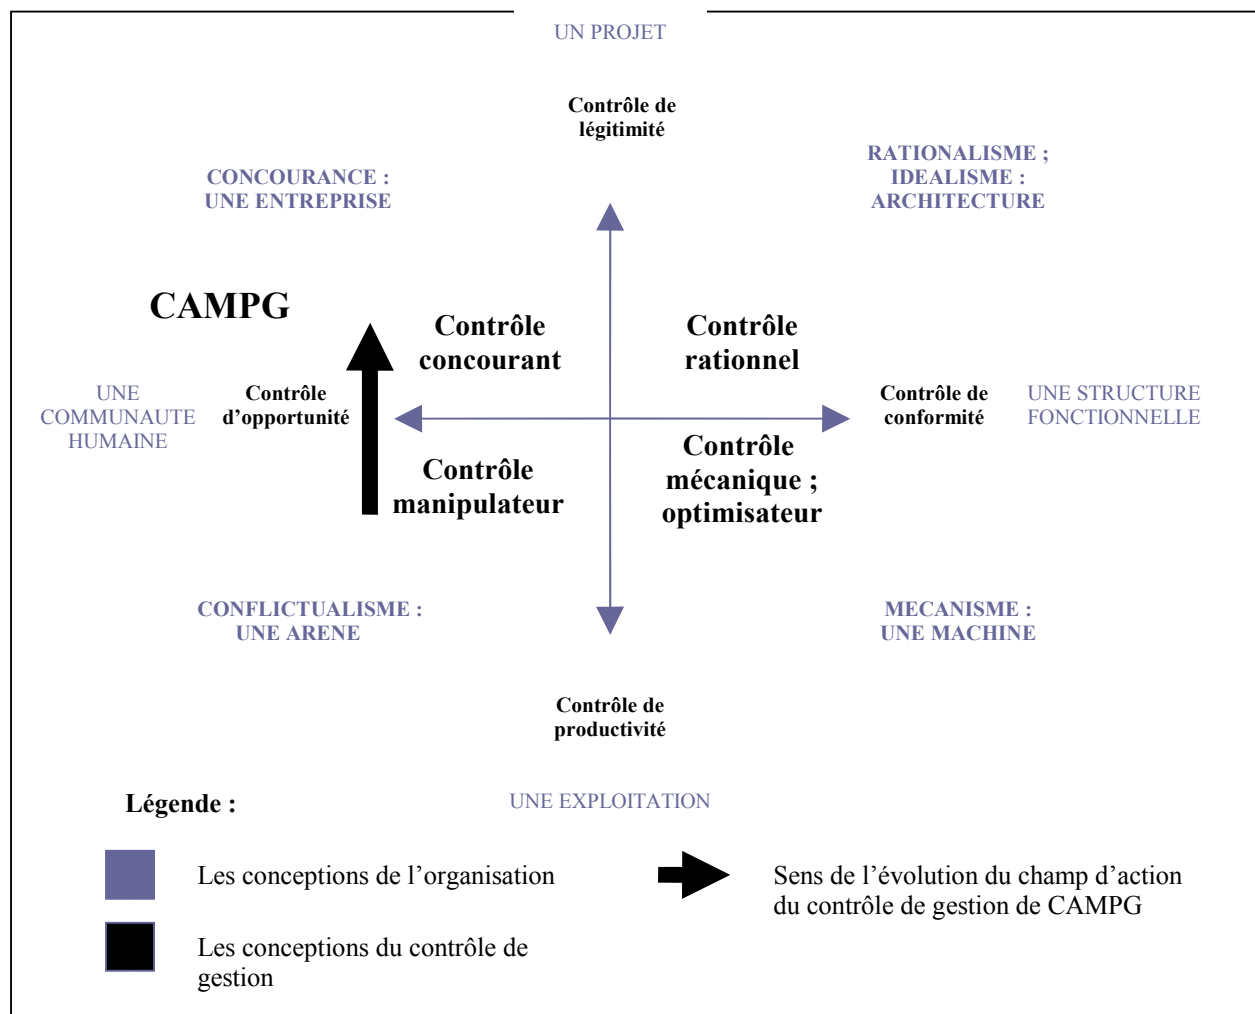 UN PROJET
Contrôle de
légitimité
CONCOURANCE :
UNE ENTREPRISE
RATIONALISME ;
IDEALISME :
ARCHITECTURE
CAMPG
Contrôle
concourant
Contrôle
rationnel
UNE
COMMUNAUTE
HUMAINE
Contrôle
d’opportunité
Contrôle de
conformité
UNE STRUCTURE
FONCTIONNELLE
Contrôle
manipulateur
Contrôle
mécanique ;
optimisateur
CONFLICTUALISME :
UNE ARENE
MECANISME :
UNE MACHINE
Contrôle de
productivité
UNE EXPLOITATION
Légende :
Les conceptions de l’organisation
Les conceptions du contrôle de
gestion
Sens de l’évolution du champ d’action
du contrôle de gestion de CAMPG